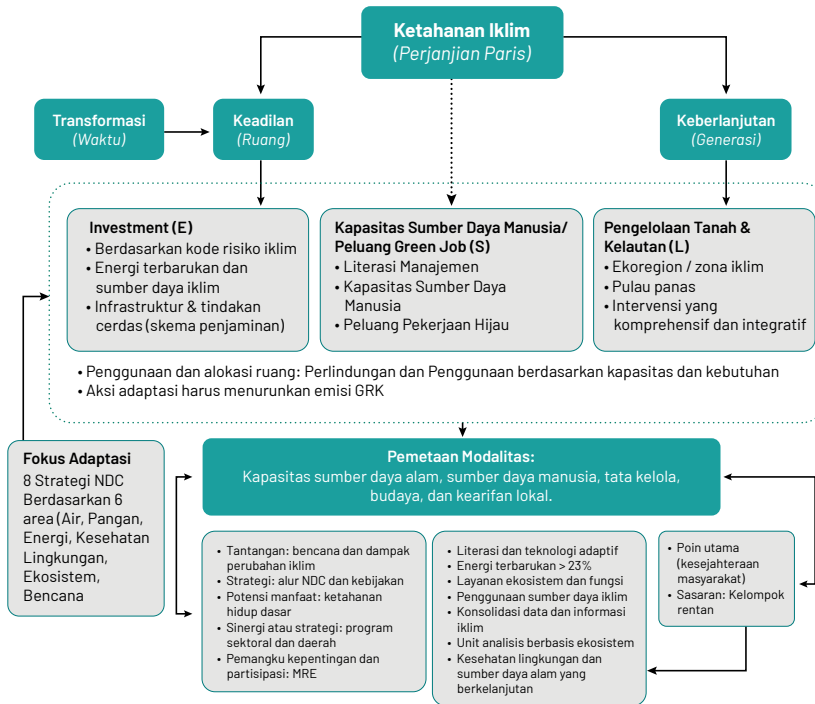 Ketahanan Iklim
(Perjanjian Paris)
Transformasi
(Waktu)
Keadilan
(Ruang)
Keberlanjutan
(Generasi)
Investment (E)
• Berdasarkan kode risiko iklim
• Energi terbarukan dan
sumber daya iklim
• Infrastruktur & tindakan
cerdas (skema penjaminan)
Kapasitas Sumber Daya Manusia/
Peluang Green Job (S)
• Literasi Manajemen
• Kapasitas Sumber Daya
Manusia
• Peluang Pekerjaan Hijau
Pengelolaan Tanah &
Kelautan (L)
• Ekoregion / zona iklim
• Pulau panas
• Intervensi yang
komprehensif dan integratif
• Penggunaan dan alokasi ruang: Perlindungan dan Penggunaan berdasarkan kapasitas dan kebutuhan
• Aksi adaptasi harus menurunkan emisi GRK
Fokus Adaptasi
8 Strategi NDC
Berdasarkan 6
area (Air, Pangan,
Energi, Kesehatan
Lingkungan,
Ekosistem,
Bencana
Pemetaan Modalitas:
Kapasitas sumber daya alam, sumber daya manusia, tata kelola,
budaya, dan kearifan lokal.
• Tantangan: bencana dan dampak
perubahan iklim
• Strategi: alur NDC dan kebijakan
• Potensi manfaat: ketahanan
hidup dasar
• Sinergi atau strategi: program
sektoral dan daerah
• Pemangku kepentingan dan
partisipasi: MRE
• Literasi dan teknologi adaptif
• Energi terbarukan > 23%
• Layanan ekosistem dan fungsi
• Penggunaan sumber daya iklim
• Konsolidasi data dan informasi
iklim
• Unit analisis berbasis ekosistem
• Kesehatan lingkungan dan
sumber daya alam yang
berkelanjutan
• Poin utama
(kesejahteraan
masyarakat)
• Sasaran: Kelompok
rentan